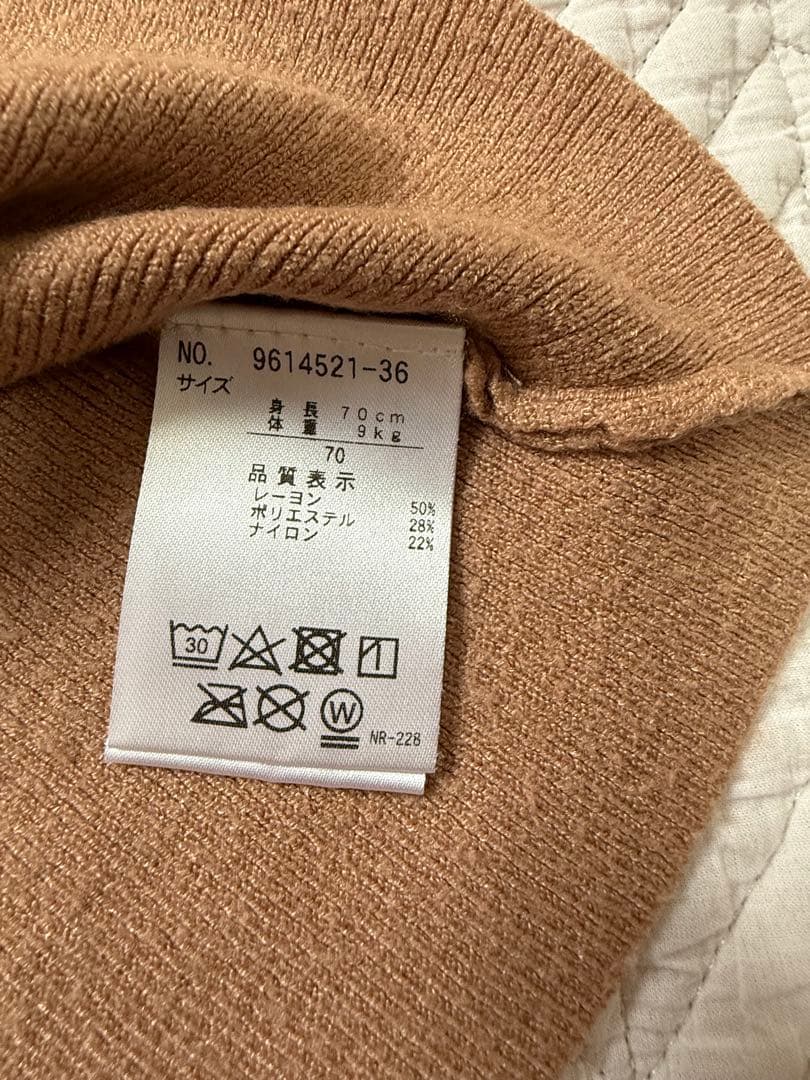 NO. 9614521-36
サイズ
身長 70cm
体重 9kg
70
品質表示
レーヨン 50%
ポリエステル 28%
ナイロン 22%
30
W
NR-228